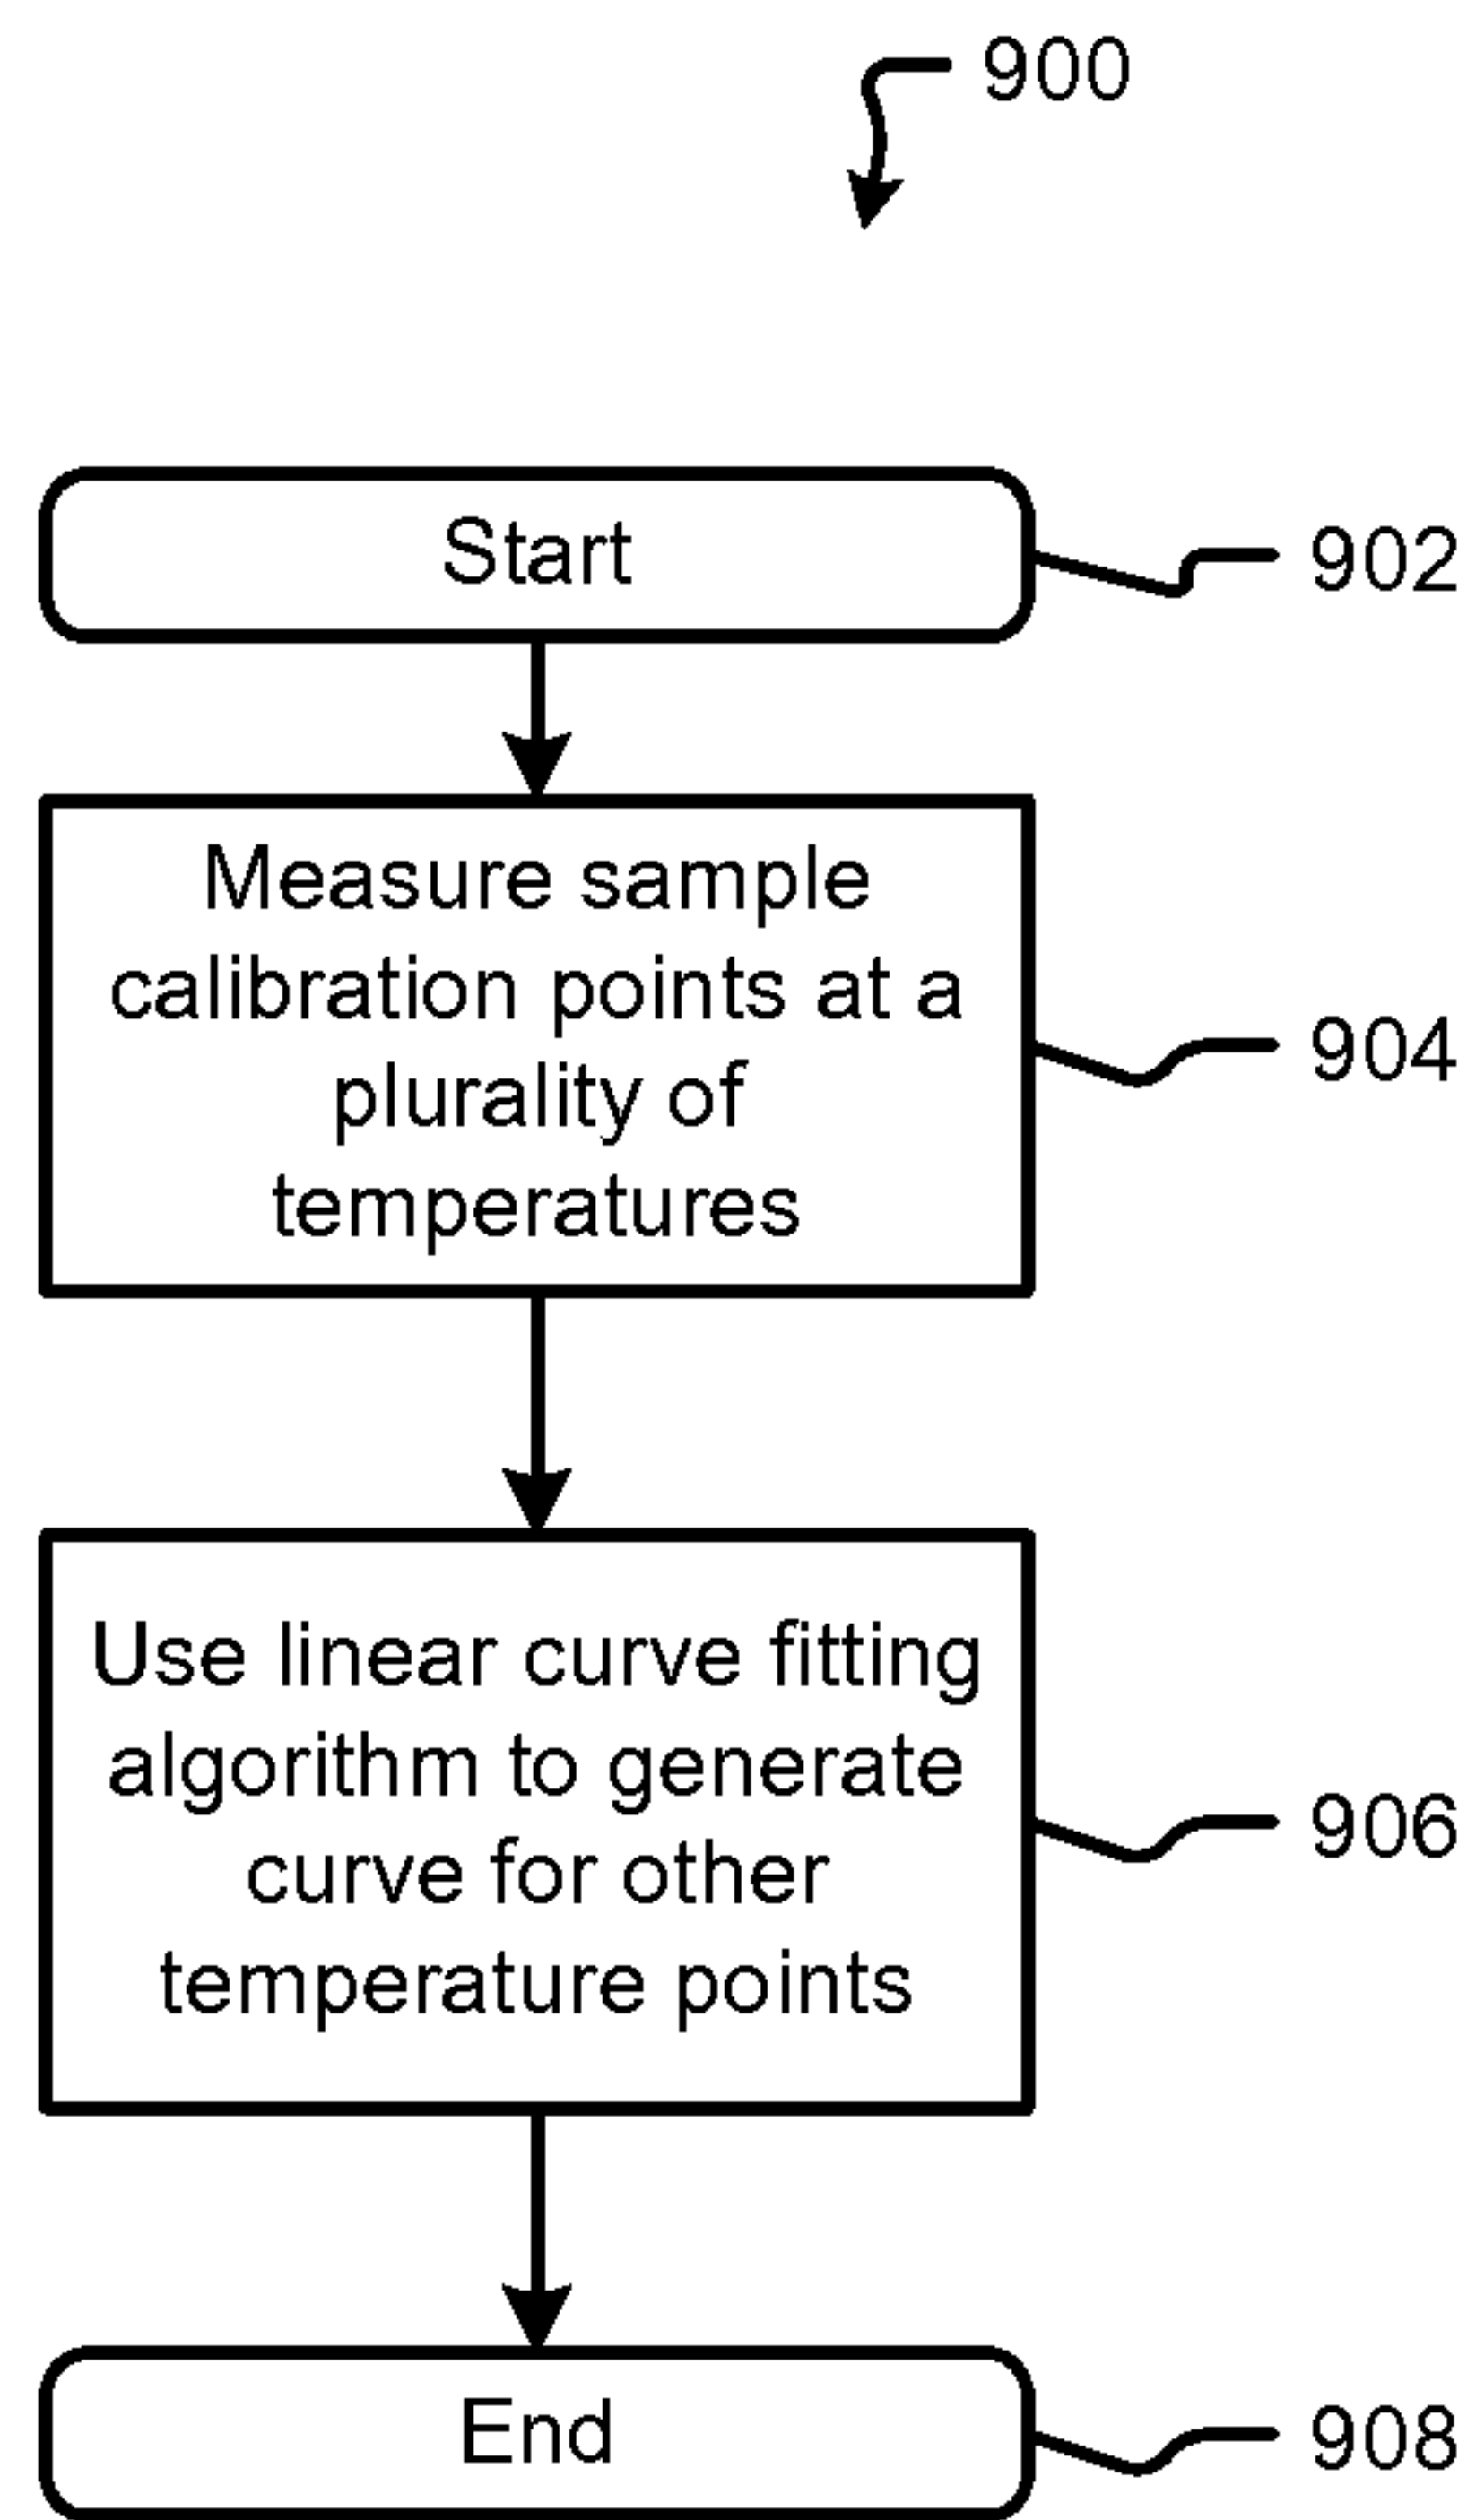 900
Start
902
Measure sample
calibration points at a
plurality of
temperatures
904
Use linear curve fitting
algorithm to generate
curve for other
temperature points
906
End
908